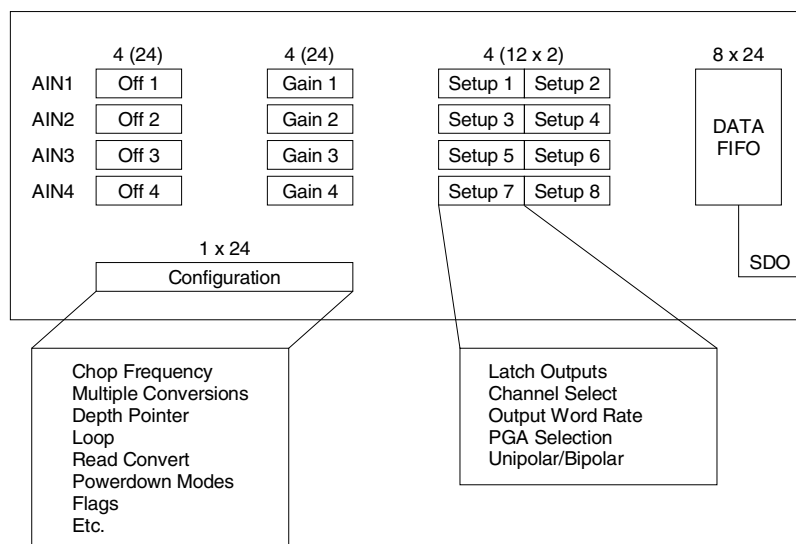 4 (24) 4 (24) 4 (12 x 2) 8 x 24
AIN1 Off 1 Gain 1 Setup 1 Setup 2
AIN2 Off 2 Gain 2 Setup 3 Setup 4
AIN3 Off 3 Gain 3 Setup 5 Setup 6
AIN4 Off 4 Gain 4 Setup 7 Setup 8
DATA
FIFO
SDO
1 x 24
Configuration
Chop Frequency
Multiple Conversions
Depth Pointer
Loop
Read Convert
Powerdown Modes
Flags
Etc.
Latch Outputs
Channel Select
Output Word Rate
PGA Selection
Unipolar/Bipolar